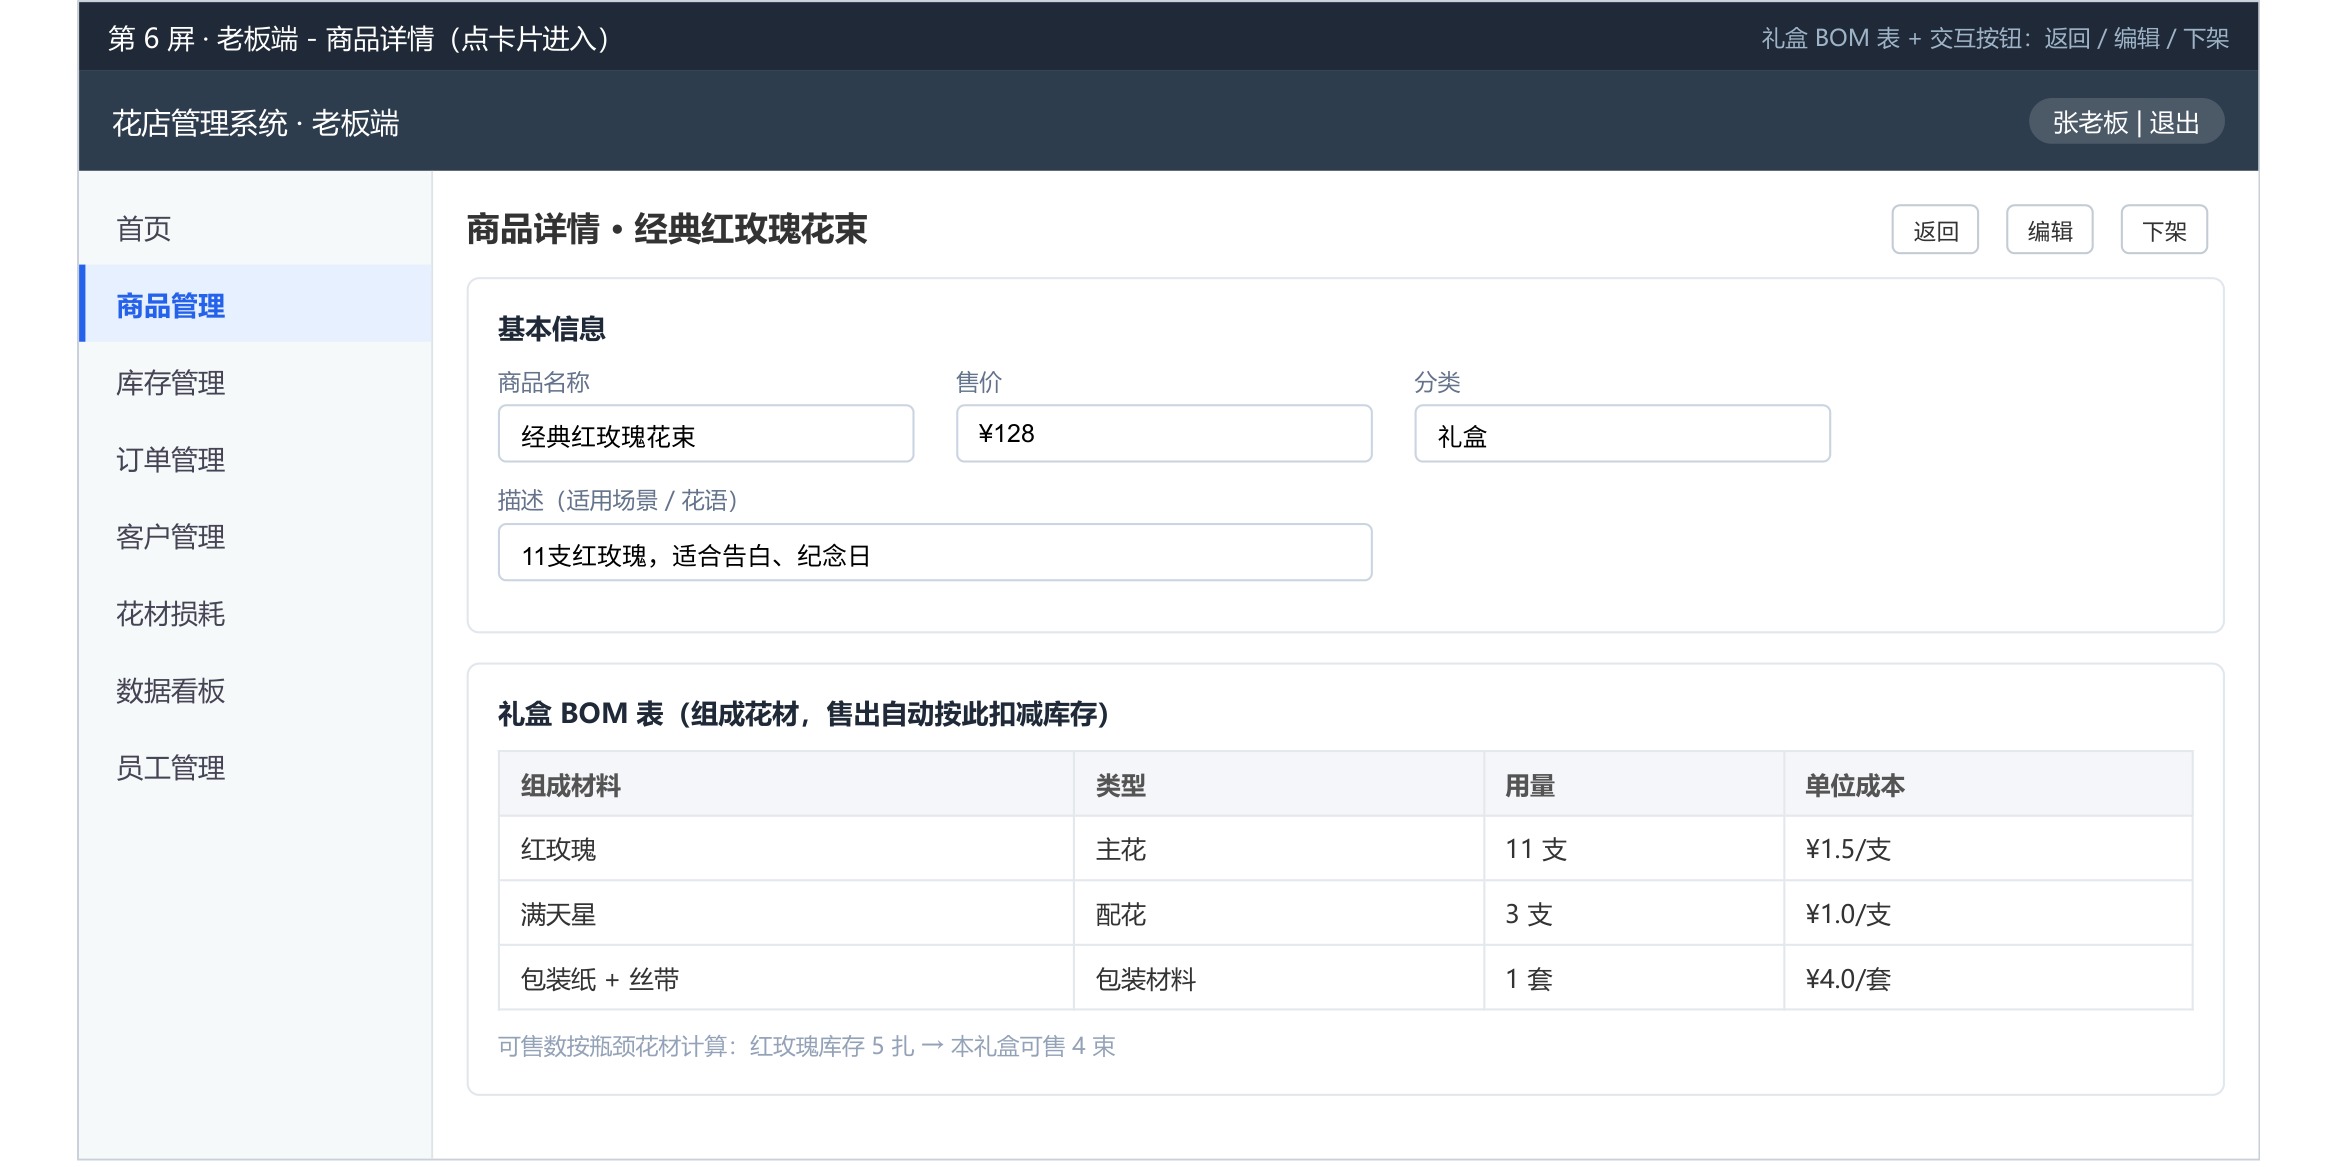 第 6 屏 · 老板端 - 商品详情（点卡片进入）
礼盒 BOM 表 + 交互按钮：返回 / 编辑 / 下架
花店管理系统 · 老板端
张老板 | 退出
首页
商品管理
库存管理
订单管理
客户管理
花材损耗
数据看板
员工管理
商品详情 · 经典红玫瑰花束
返回
编辑
下架
基本信息
商品名称
售价
分类
经典红玫瑰花束
¥128
礼盒
描述（适用场景 / 花语）
11支红玫瑰，适合告白、纪念日
礼盒 BOM 表（组成花材，售出自动按此扣减库存）
组成材料 类型 用量 单位成本
红玫瑰 主花 11 支 ¥1.5/支
满天星 配花 3 支 ¥1.0/支
包装纸 + 丝带 包装材料 1 套 ¥4.0/套
可售数按瓶颈花材计算：红玫瑰库存 5 扎 → 本礼盒可售 4 束